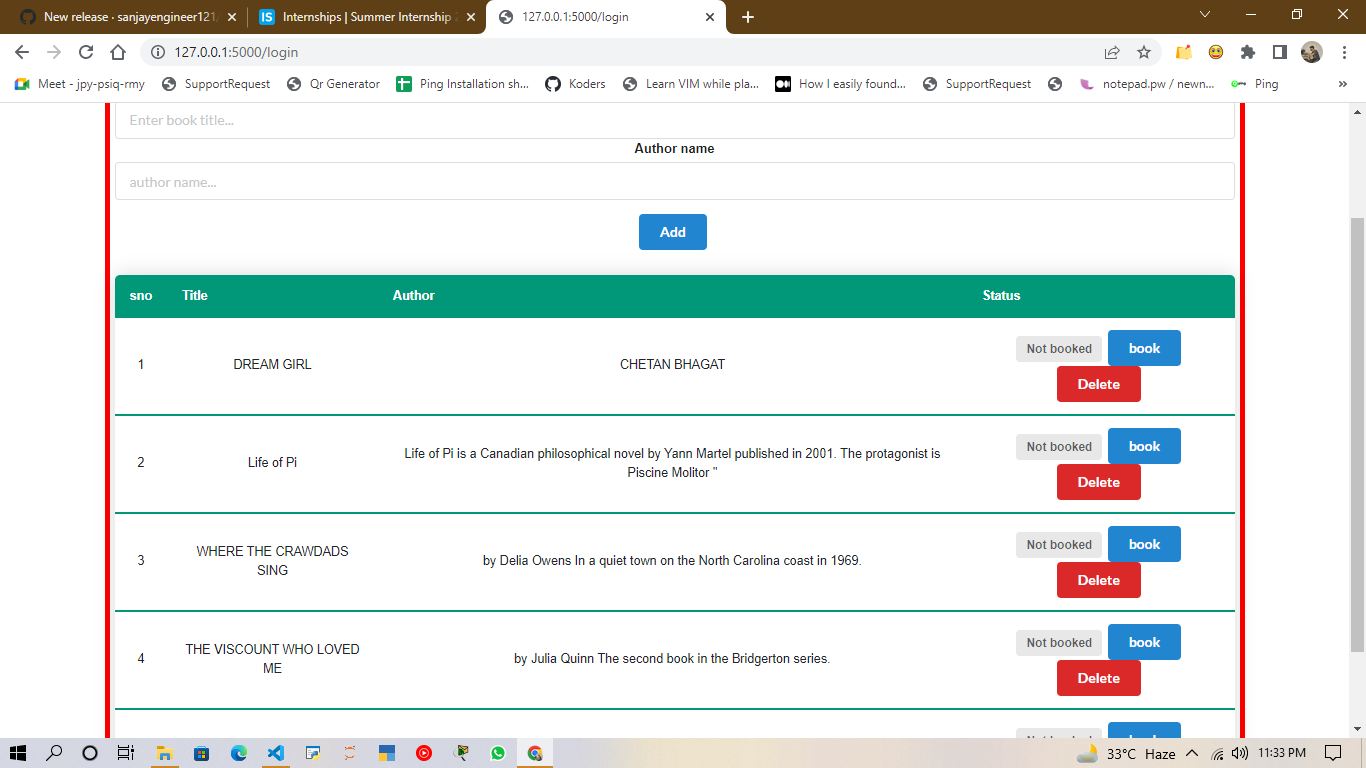 New release · sanjayengineer121
Internships | Summer Internship 2
127.0.0.1:5000/login
127.0.0.1:5000/login
Meet - jpy-psiq-rmy
SupportRequest
Qr Generator
Ping Installation sh...
Koders
Learn VIM while pla...
How I easily found...
SupportRequest
notepad.pw / newn...
Ping
»
Enter book title...
Author name
author name...
Add
sno Title Author Status
1 DREAM GIRL CHETAN BHAGAT Not booked book
Delete
2 Life of Pi Life of Pi is a Canadian philosophical novel by Yann Martel published in 2001. The protagonist is
Piscine Molitor " Not booked book
Delete
3 WHERE THE CRAWDADS
SING by Delia Owens In a quiet town on the North Carolina coast in 1969. Not booked book
Delete
4 THE VISCOUNT WHO LOVED
ME by Julia Quinn The second book in the Bridgerton series. Not booked book
Delete
33°C Haze 11:33 PM